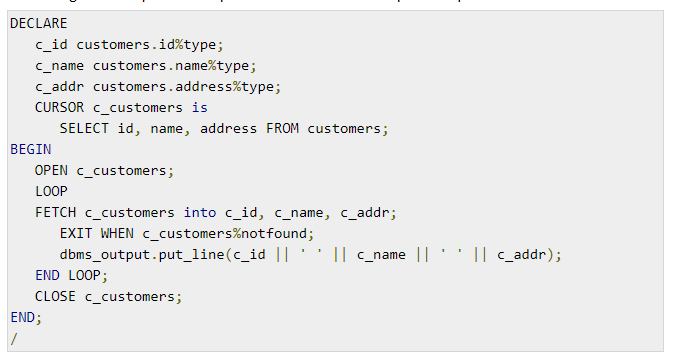 DECLARE
c_id customers.id%type;
c_name customers.name%type;
c_addr customers.address%type;
CURSOR c_customers is
SELECT id, name, address FROM customers;
BEGIN
OPEN c_customers;
LOOP
FETCH c_customers into c_id, c_name, c_addr;
EXIT WHEN c_customers%notfound;
dbms_output.put_line(c_id || ' ' || c_name || ' ' || c_addr);
END LOOP;
CLOSE c_customers;
END;
/